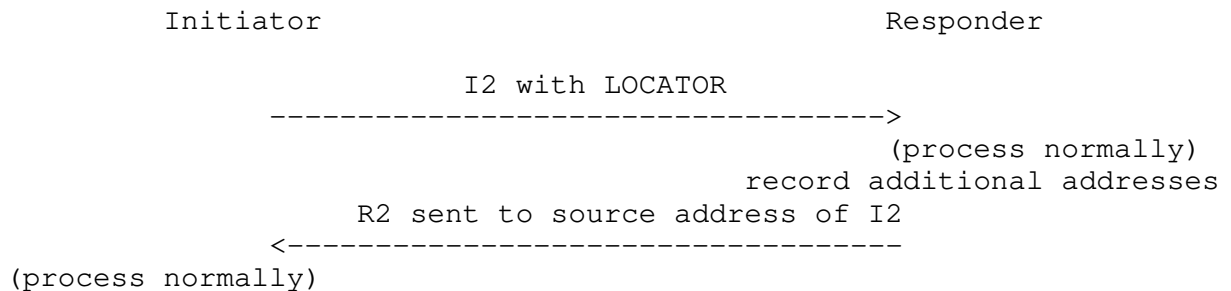 Initiator Responder
I2 with LOCATOR
----------------------------------->
(process normally)
record additional addresses
R2 sent to source address of I2
<-----------------------------------
(process normally)